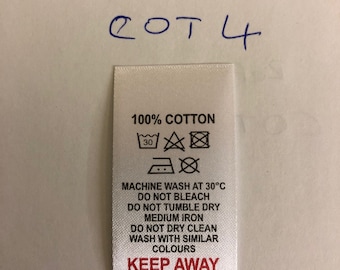 COT 4
100% COTTON
30
MACHINE WASH AT 30°C
DO NOT BLEACH
DO NOT TUMBLE DRY
MEDIUM IRON
DO NOT DRY CLEAN
WASH WITH SIMILAR
COLOURS
KEEP AWAY